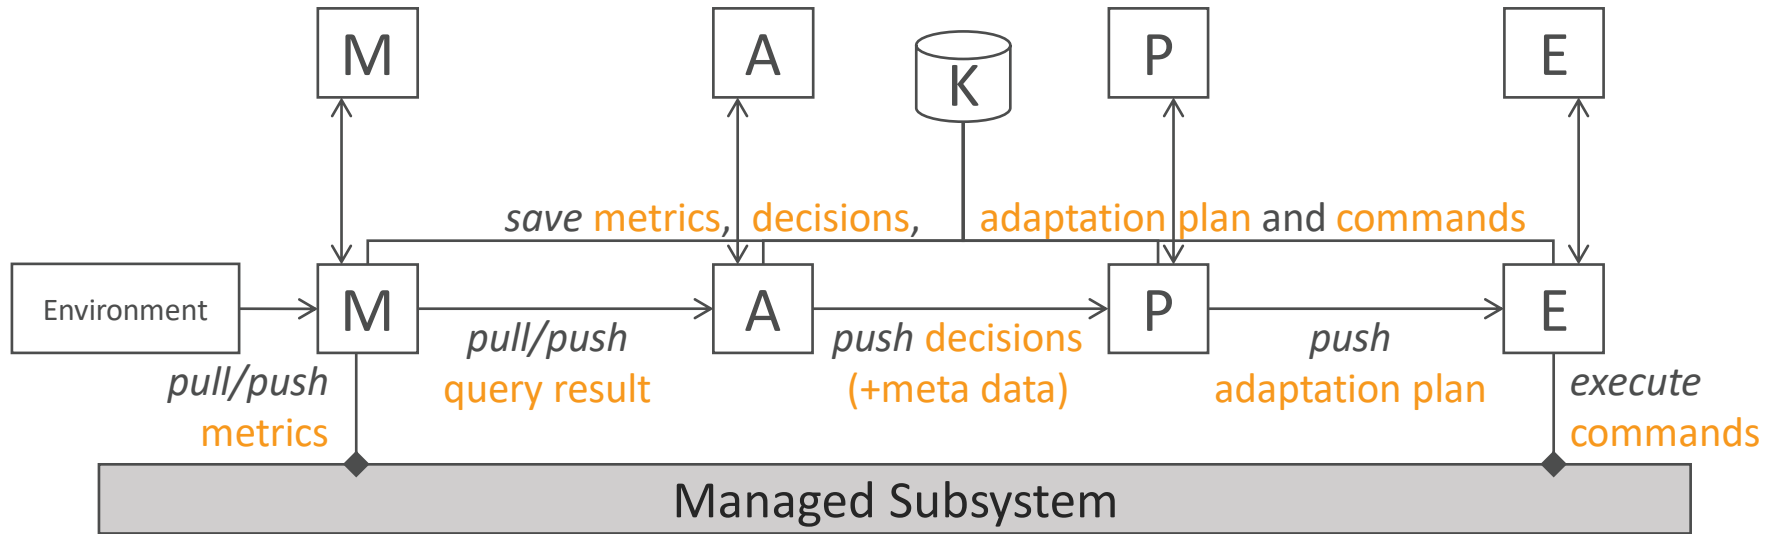 M
A
K
P
E
save metrics, decisions, adaptation plan and commands
Environment
M
A
P
E
pull/push
metrics
pull/push
query result
push decisions
(+meta data)
push
adaptation plan
execute
commands
Managed Subsystem